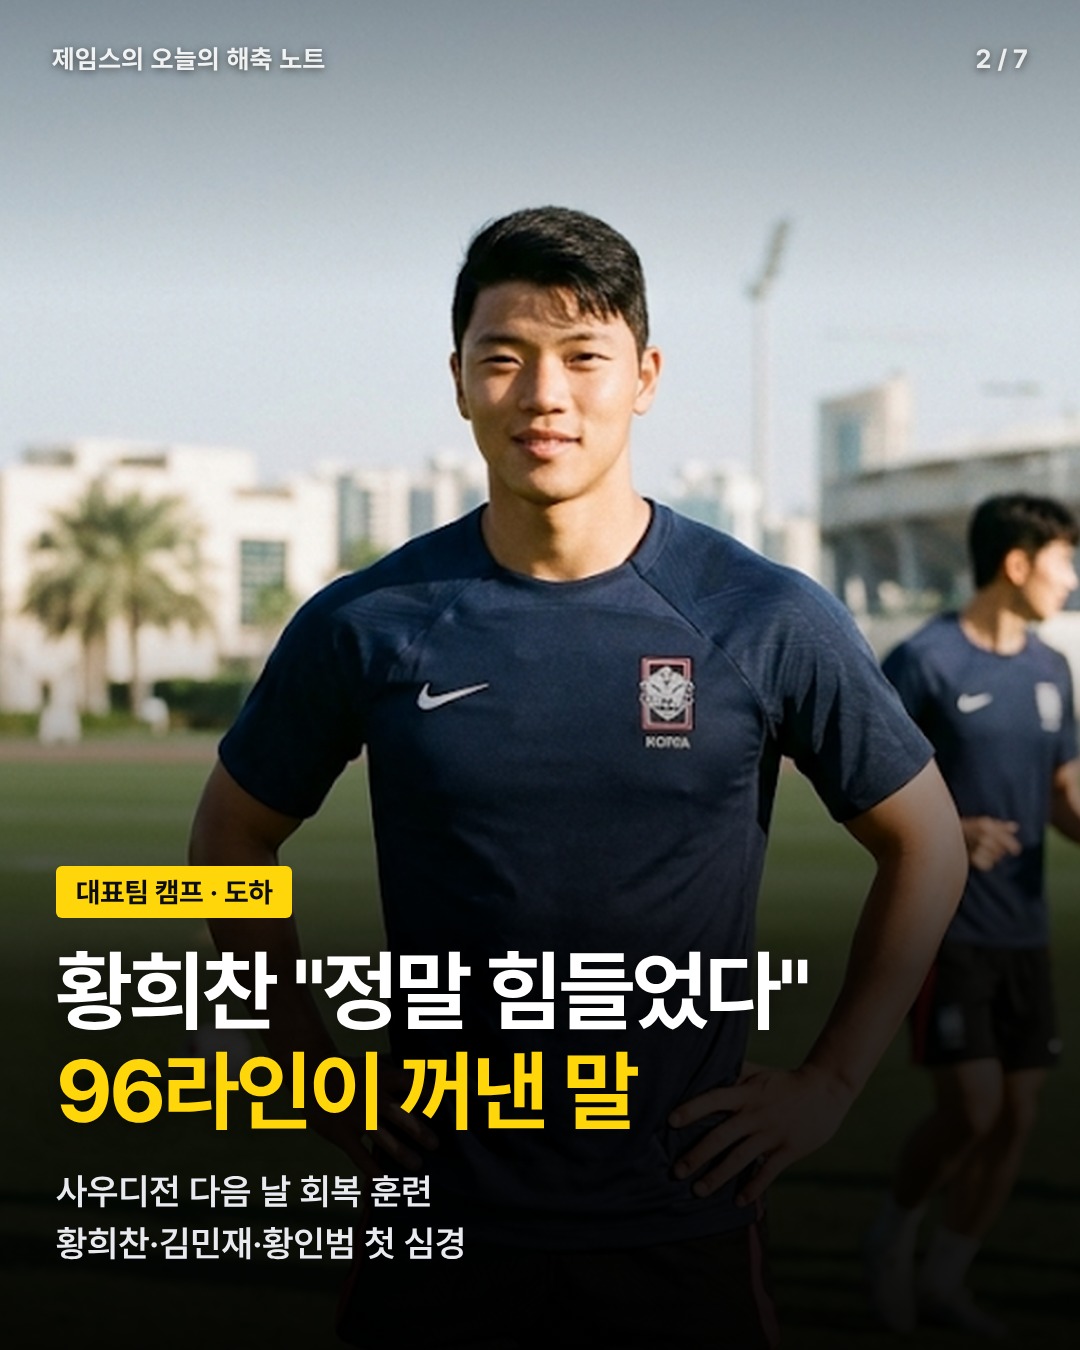 제임스의 오늘의 해축 노트
2 / 7
대표팀 캠프 · 도하
황희찬 "정말 힘들었다"
96라인이 꺼낸 말
사우디전 다음 날 회복 훈련
황희찬·김민재·황인범 첫 심경